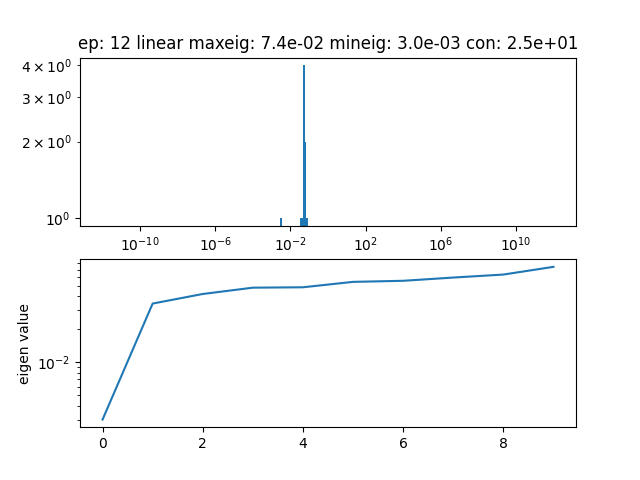 ep: 12 linear maxeig: 7.4e-02 mineig: 3.0e-03 con: 2.5e+01
4 × 10⁰
3 × 10⁰
2 × 10⁰
10⁰
10⁻¹⁰ 10⁻⁶ 10⁻² 10² 10⁶ 10¹⁰
eigen value
10⁻²
0 2 4 6 8